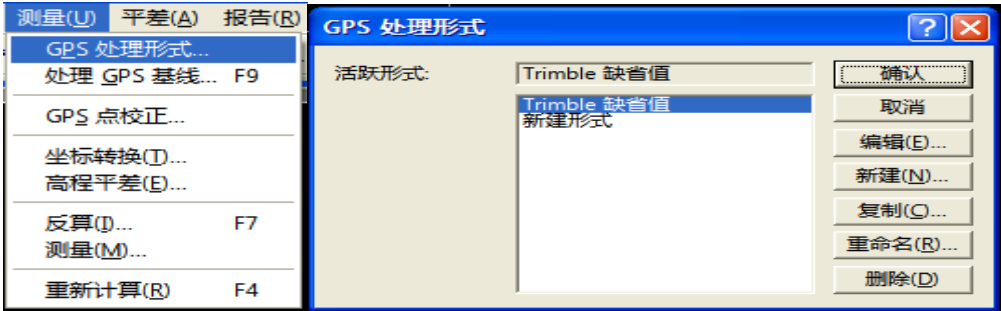 测量(U) 平差(A) 报告(R)
GPS 处理形式...
处理 GPS 基线... F9
GPS 点校正...
坐标转换(T)...
高程平差(E)...
反算(I)... F7
测量(M)...
重新计算(R) F4
GPS 处理形式
活跃形式: Trimble 缺省值
Trimble 缺省值
新建形式
确认
取消
编辑(E)...
新建(N)...
复制(C)...
重命名(R)...
删除(D)